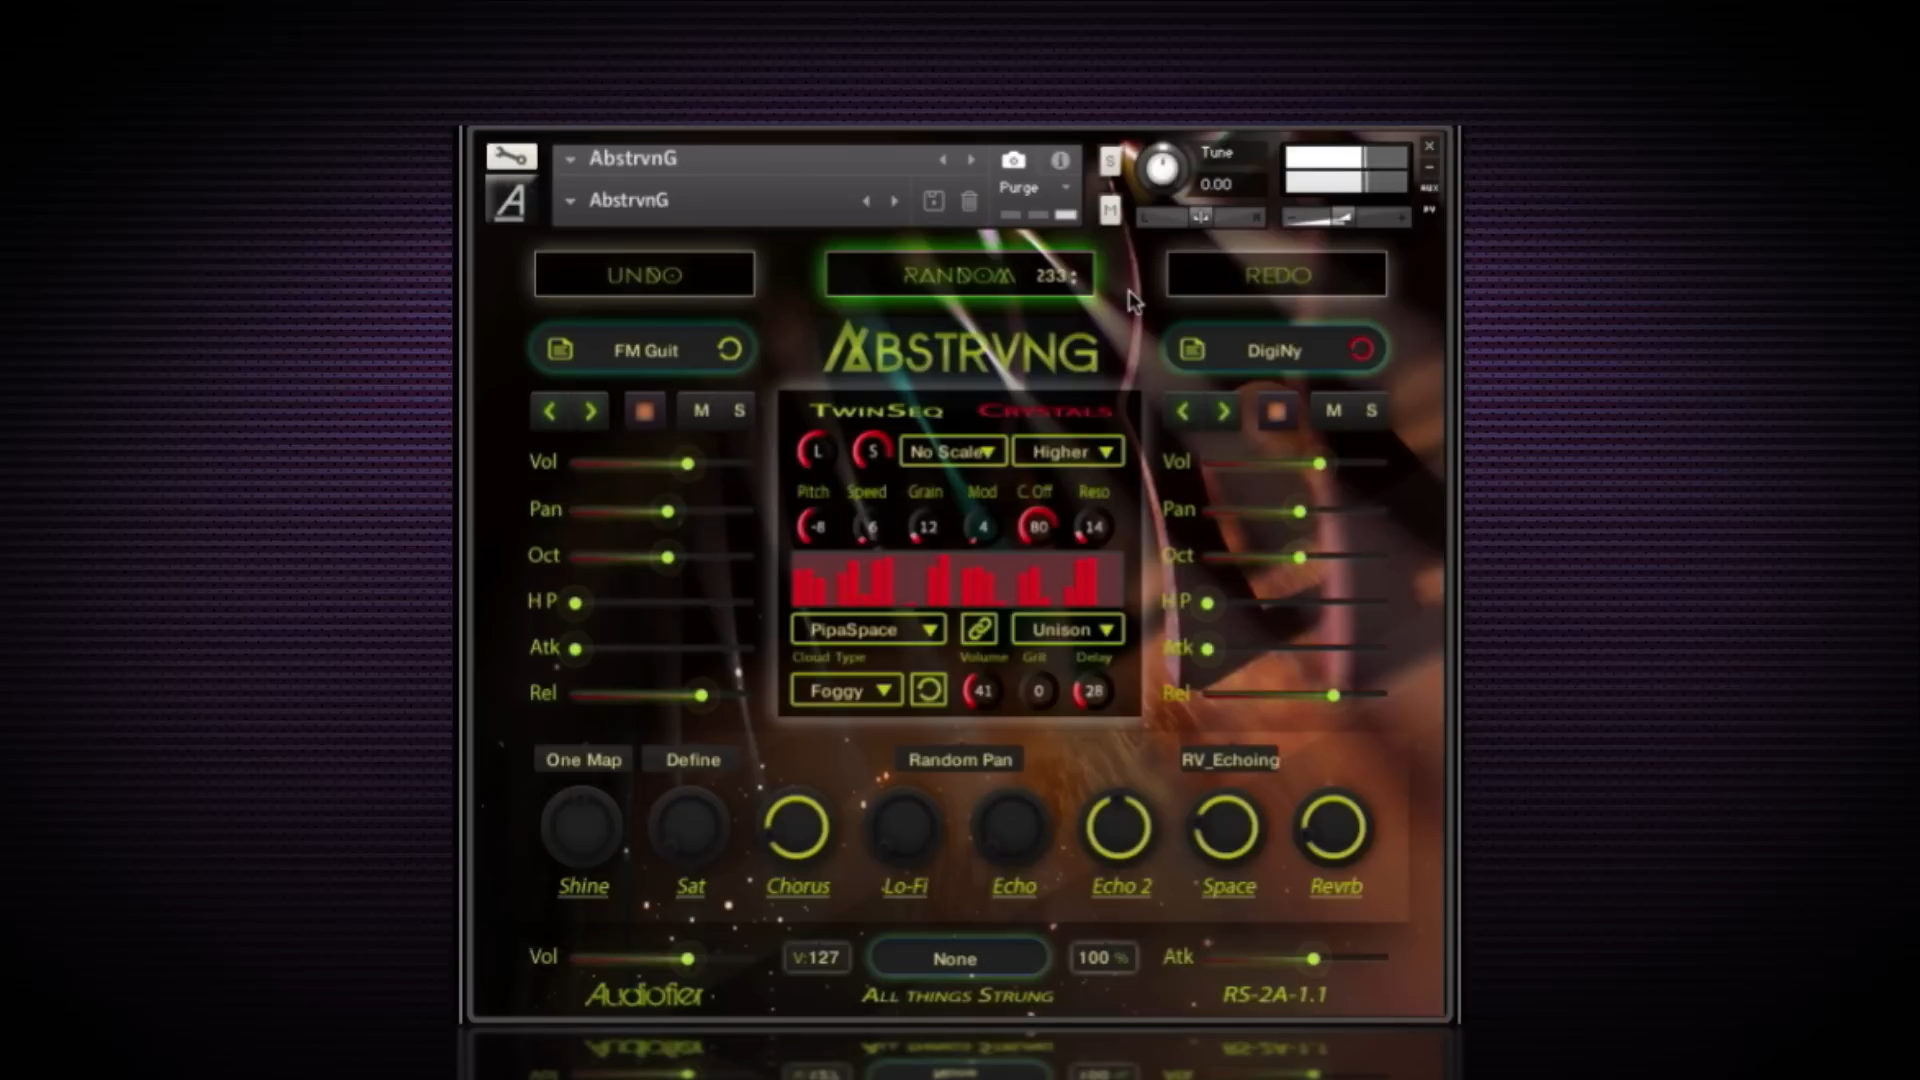 AbstrvnG
AbstrvnG
Purge
S
M
Tune
0.00
L R
AUX
PV
UNDO
RANDOM 233
REDO
FM Guit
ABSTRVNG
DigiNy
M S
TWINSEQ CRYSTALS
M S
L S No Scale Higher
Vol
Vol
Pitch Speed Grain Mod C. Off Reso
Pan
Pan
-8 6 12 4 80 14
Oct
Oct
H P
H P
PipaSpace Unison
Atk
Atk
Cloud Type Volume Grit Delay
Rel
Rel
Foggy 41 0 28
One Map Define Random Pan RV_Echoing
Shine Sat Chorus Lo-Fi Echo Echo 2 Space Revrb
Vol V:127 None 100 % Atk
Audiofier ALL THINGS STRUNG RS-2A-1.1